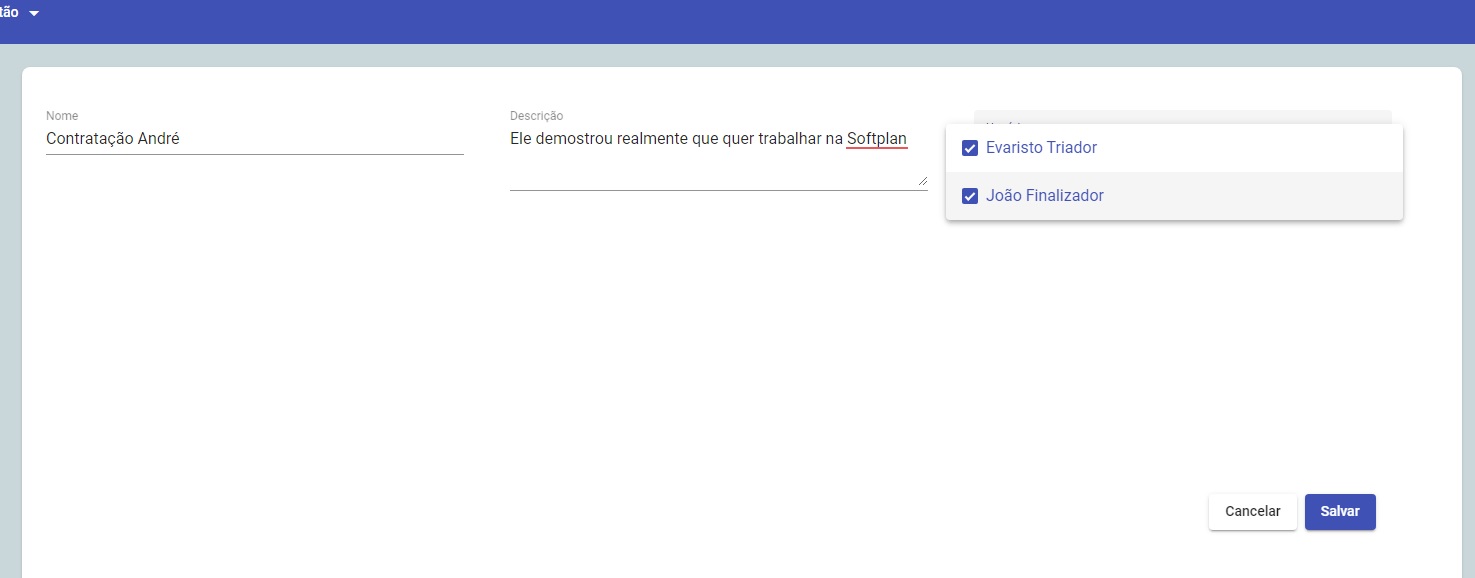 tão
Nome
Contratação André
Descrição
Ele demostrou realmente que quer trabalhar na Softplan
Evaristo Triador
João Finalizador
Cancelar
Salvar